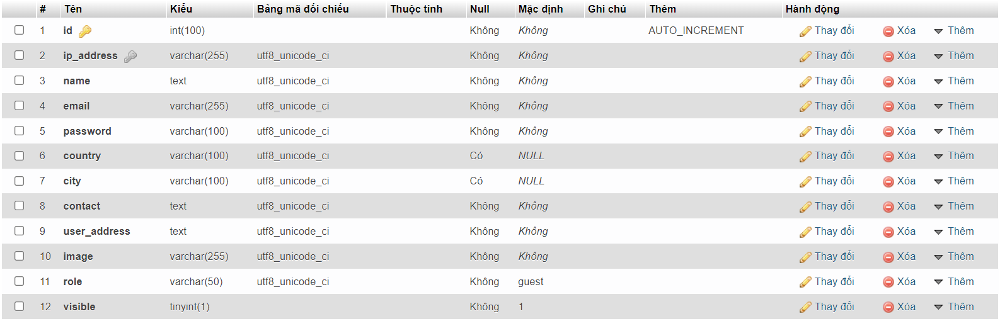 # Tên Kiểu Bảng mã đối chiếu Thuộc tính Null Mặc định Ghi chú Thêm Hành động
1 id int(100) Không Không AUTO_INCREMENT Thay đổi Xóa Thêm
2 ip_address varchar(255) utf8_unicode_ci Không Không Thay đổi Xóa Thêm
3 name text utf8_unicode_ci Không Không Thay đổi Xóa Thêm
4 email varchar(255) utf8_unicode_ci Không Không Thay đổi Xóa Thêm
5 password varchar(100) utf8_unicode_ci Không Không Thay đổi Xóa Thêm
6 country varchar(100) utf8_unicode_ci Có NULL Thay đổi Xóa Thêm
7 city varchar(100) utf8_unicode_ci Có NULL Thay đổi Xóa Thêm
8 contact text utf8_unicode_ci Không Không Thay đổi Xóa Thêm
9 user_address text utf8_unicode_ci Không Không Thay đổi Xóa Thêm
10 image varchar(255) utf8_unicode_ci Không Không Thay đổi Xóa Thêm
11 role varchar(50) utf8_unicode_ci Không guest Thay đổi Xóa Thêm
12 visible tinyint(1) Không 1 Thay đổi Xóa Thêm